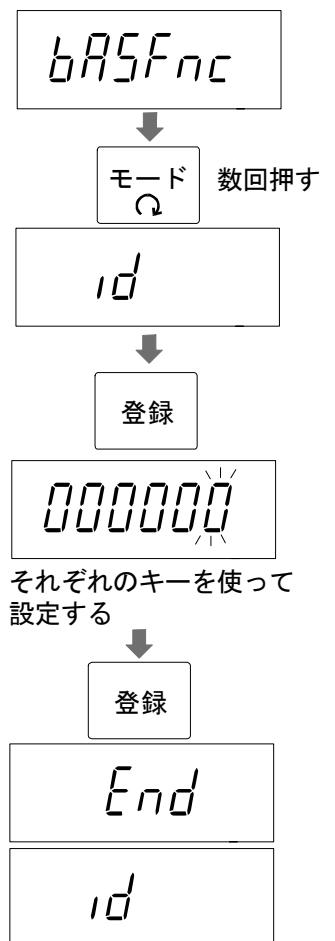 bASFnc
モード
数回押す
id
登録
000000
それぞれのキーを使って
設定する
登録
End
id